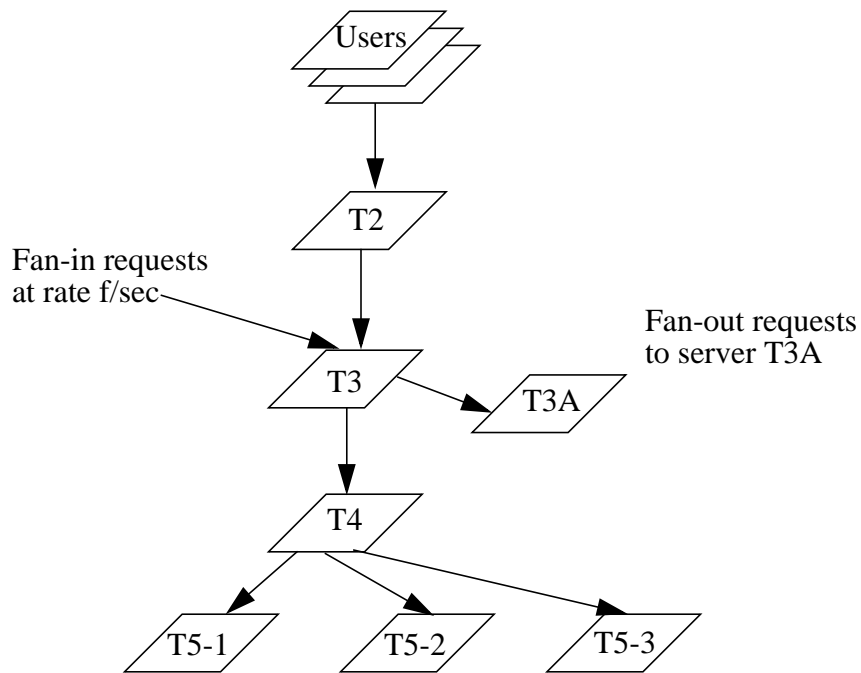 Users
T2
Fan-in requests
at rate f/sec
Fan-out requests
to server T3A
T3
T3A
T4
T5-1
T5-2
T5-3